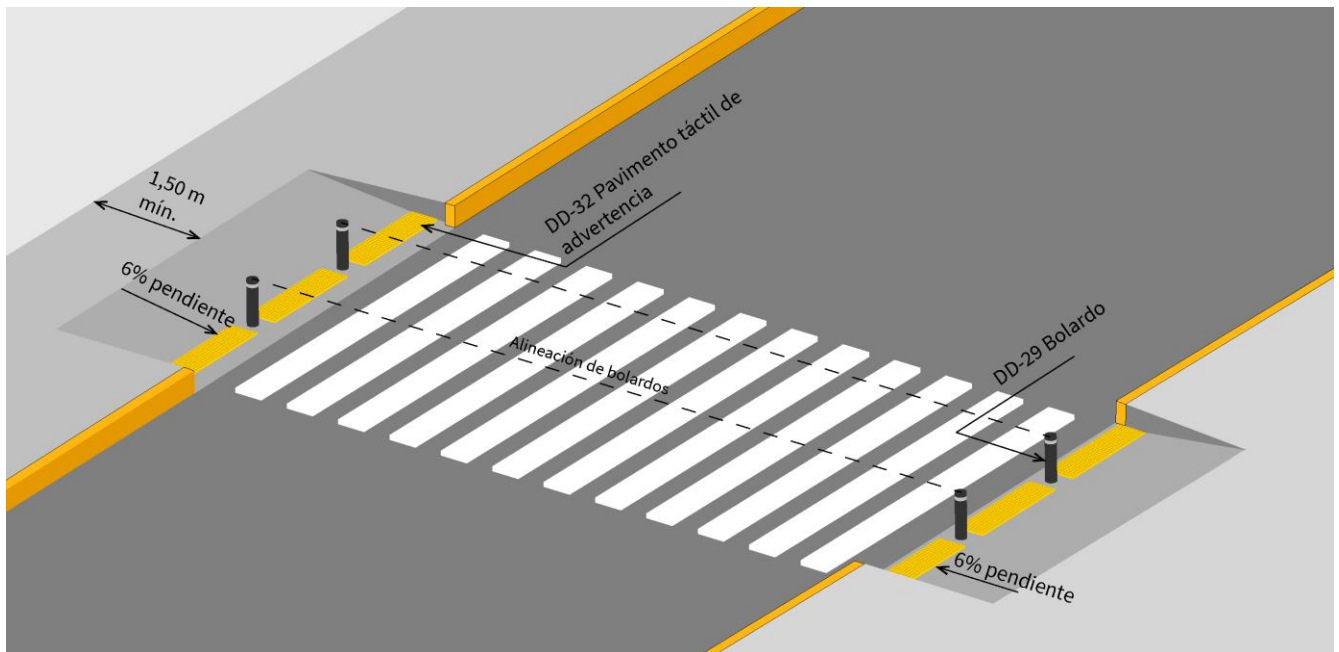 1,50 m
mín.
6% pendiente
DD-32 Pavimento táctil de
advertencia
Alineación de bolardos
DD-29 Bolardo
6% pendiente